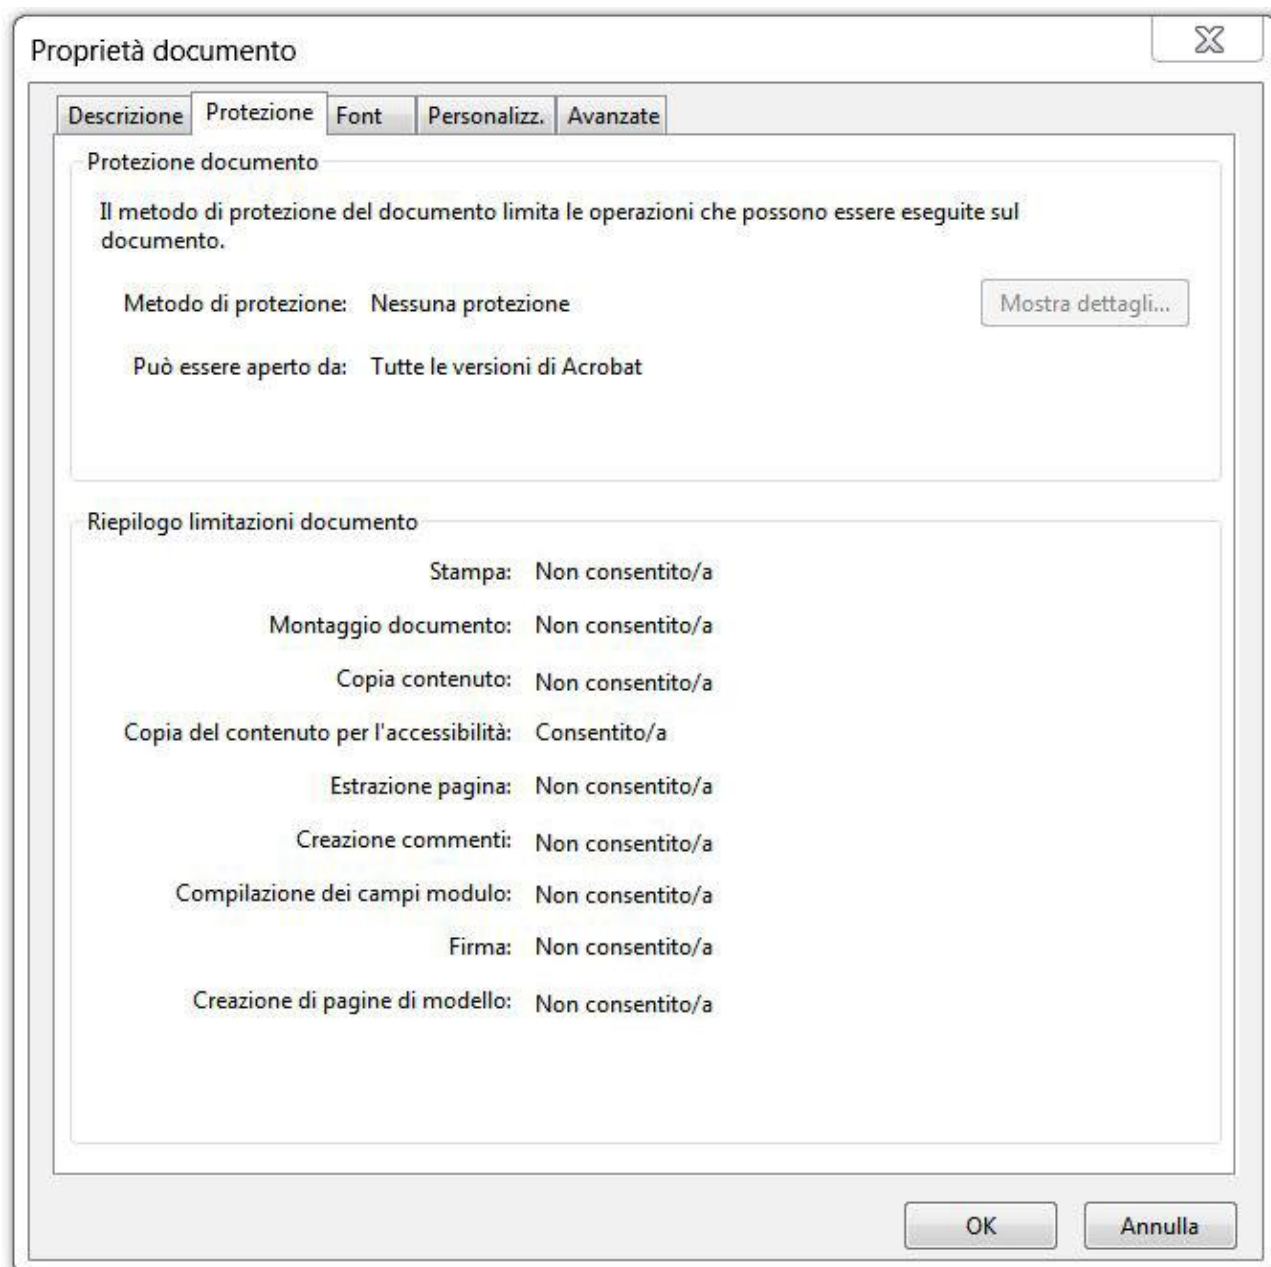 Proprietà documento
Descrizione Protezione Font Personalizz. Avanzate
Protezione documento
Il metodo di protezione del documento limita le operazioni che possono essere eseguite sul
documento.
Metodo di protezione: Nessuna protezione Mostra dettagli...
Può essere aperto da: Tutte le versioni di Acrobat
Riepilogo limitazioni documento
Stampa: Non consentito/a
Montaggio documento: Non consentito/a
Copia contenuto: Non consentito/a
Copia del contenuto per l'accessibilità: Consentito/a
Estrazione pagina: Non consentito/a
Creazione commenti: Non consentito/a
Compilazione dei campi modulo: Non consentito/a
Firma: Non consentito/a
Creazione di pagine di modello: Non consentito/a
OK Annulla